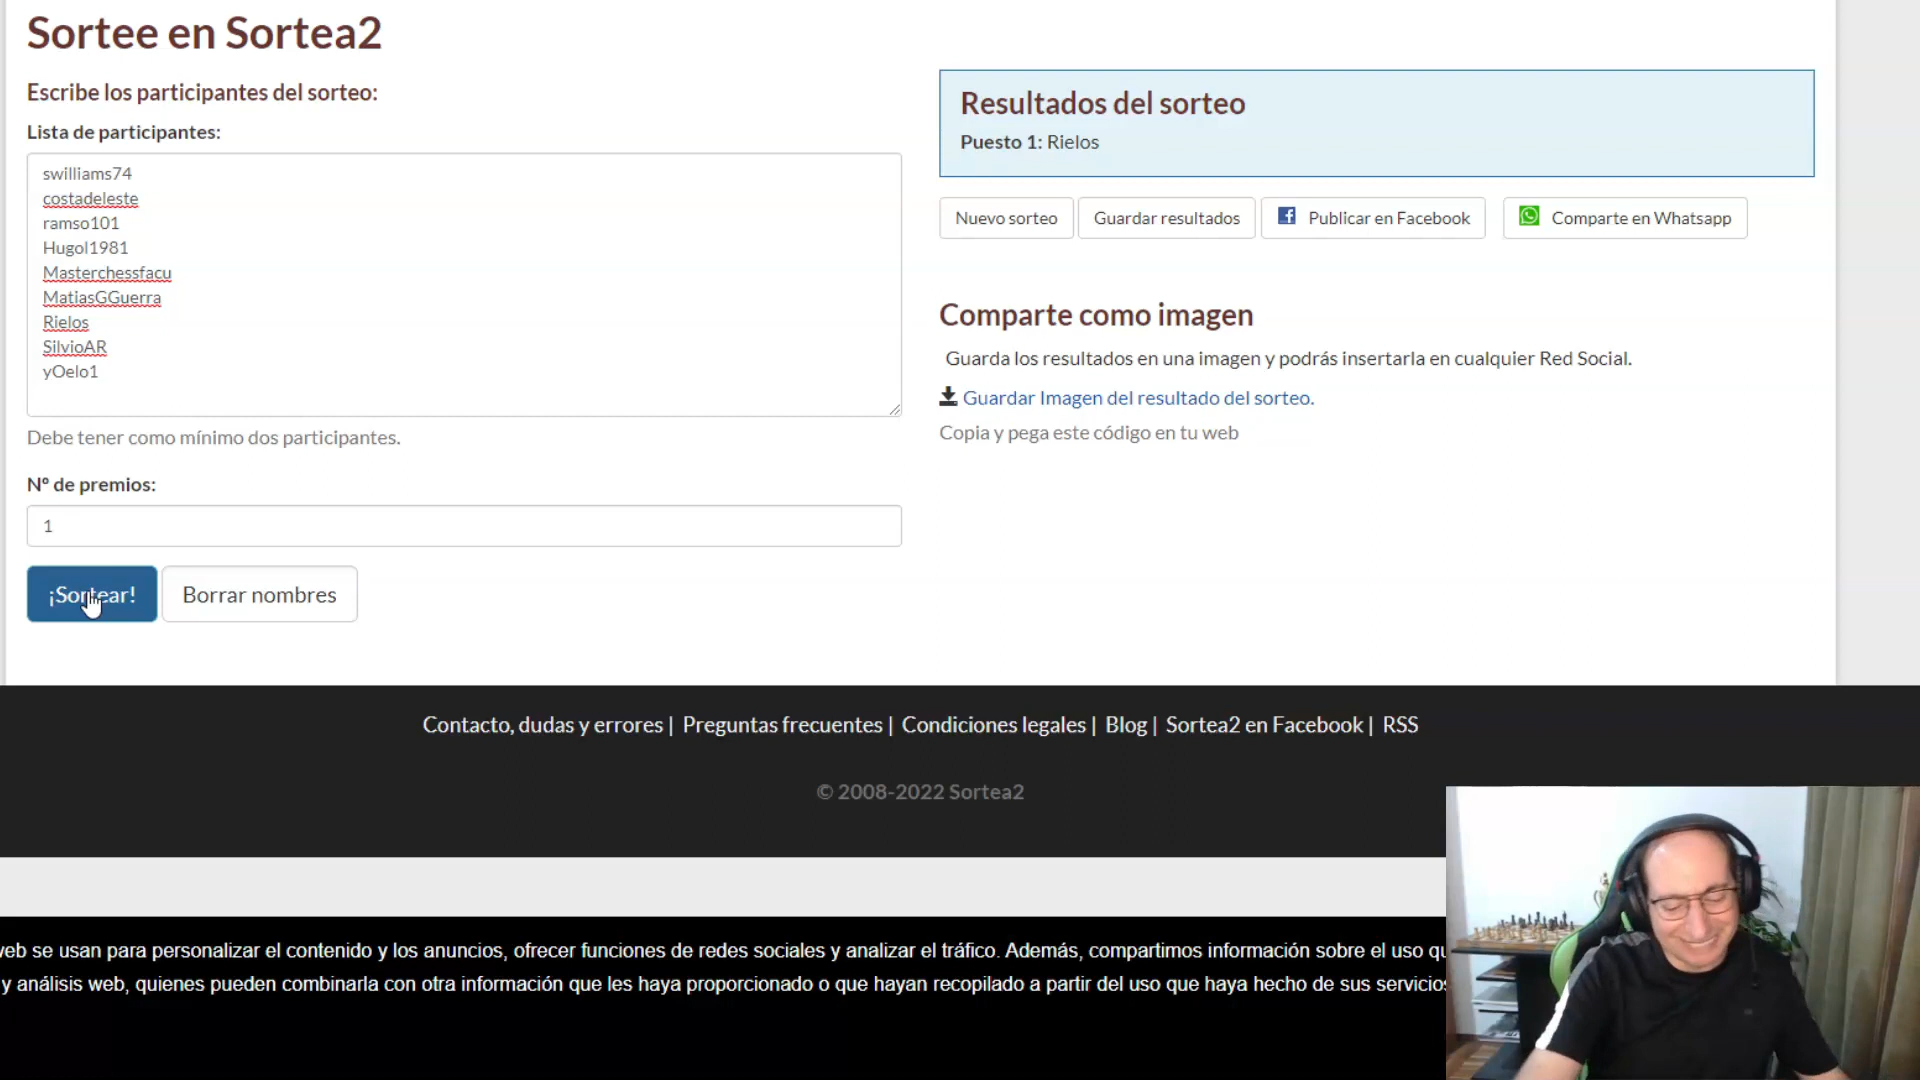 Sortee en Sortea2
Escribe los participantes del sorteo:
Lista de participantes:
swilliams74
costadeleste
ramso101
Hugol1981
Masterchessfacu
MatiasGGuerra
Rielos
SilvioAR
yOelo1
Debe tener como mínimo dos participantes.
Nº de premios:
1
¡Sortear! Borrar nombres
Resultados del sorteo
Puesto 1: Rielos
Nuevo sorteo Guardar resultados Publicar en Facebook Comparte en Whatsapp
Comparte como imagen
Guarda los resultados en una imagen y podrás insertarla en cualquier Red Social.
Guardar Imagen del resultado del sorteo.
Copia y pega este código en tu web
Contacto, dudas y errores | Preguntas frecuentes | Condiciones legales | Blog | Sortea2 en Facebook | RSS
© 2008-2022 Sortea2
se usan para personalizar el contenido y los anuncios, ofrecer funciones de redes sociales y analizar el tráfico. Además, compartimos información sobre el uso
y análisis web, quienes pueden combinarla con otra información que les haya proporcionado o que hayan recopilado a partir del uso que haya hecho de sus